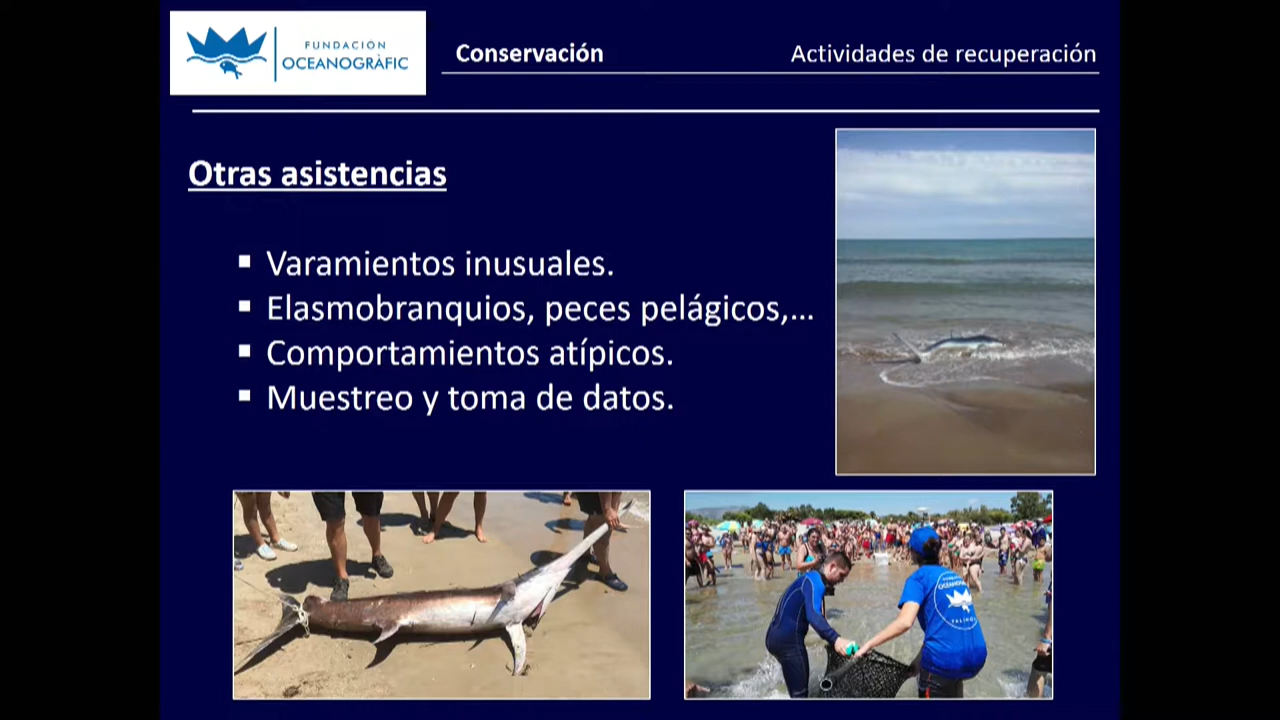 FUNDACIÓN
OCEANOGRÀFIC
Conservación
Actividades de recuperación
Otras asistencias
▪ Varamientos inusuales.
▪ Elasmobranquios, peces pelágicos,...
▪ Comportamientos atípicos.
▪ Muestreo y toma de datos.